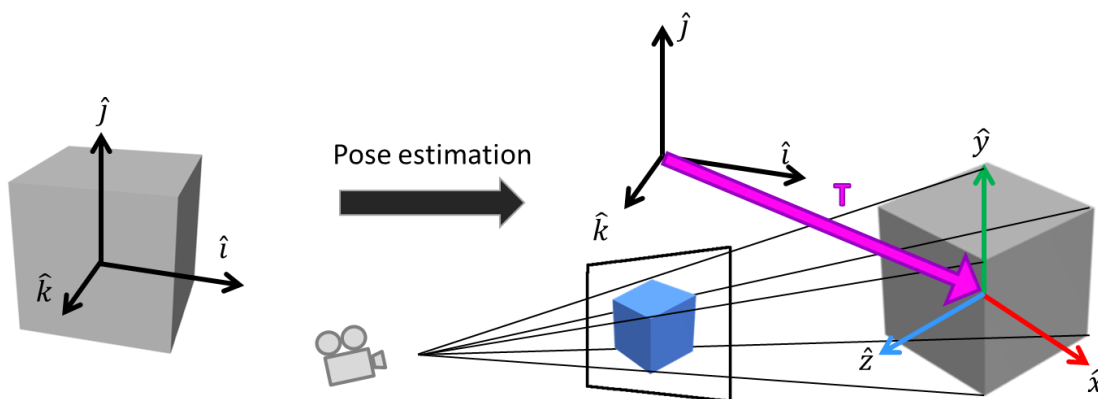 ĵ
î
k̂
Pose estimation
ĵ
î
k̂
T
ŷ
ẑ
x̂